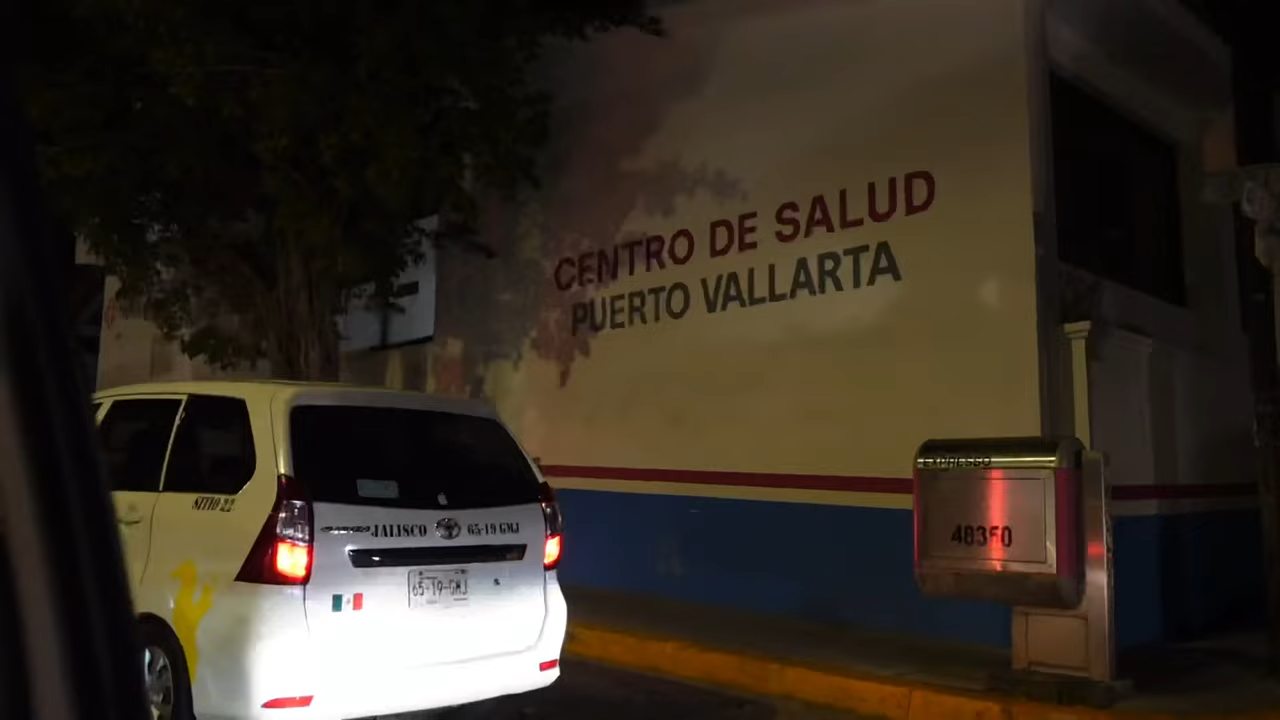 CENTRO DE SALUD
PUERTO VALLARTA
EXPRESSO
48350
SITIO 22
JALISCO
65-19 GMJ
65-19-GMJ